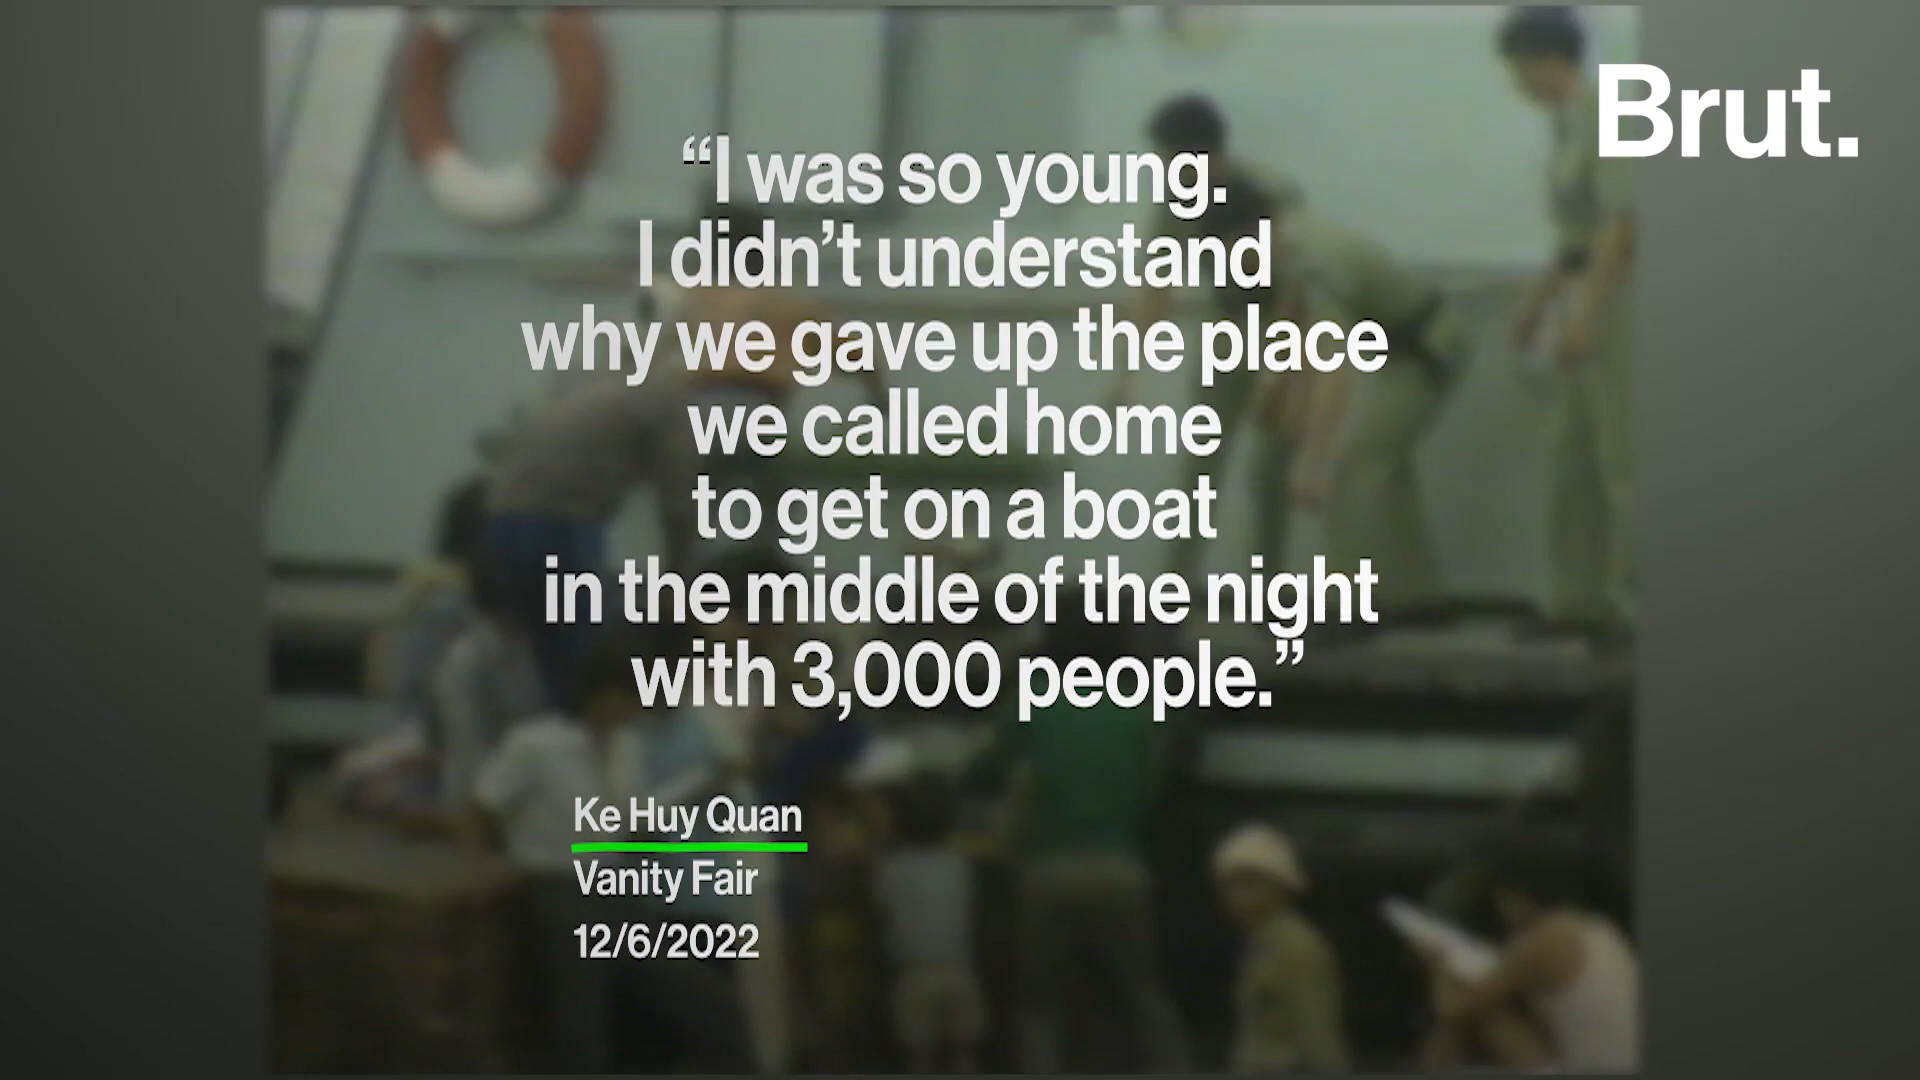 Brut.
“I was so young.
I didn’t understand
why we gave up the place
we called home
to get on a boat
in the middle of the night
with 3,000 people.”
Ke Huy Quan
Vanity Fair
12/6/2022